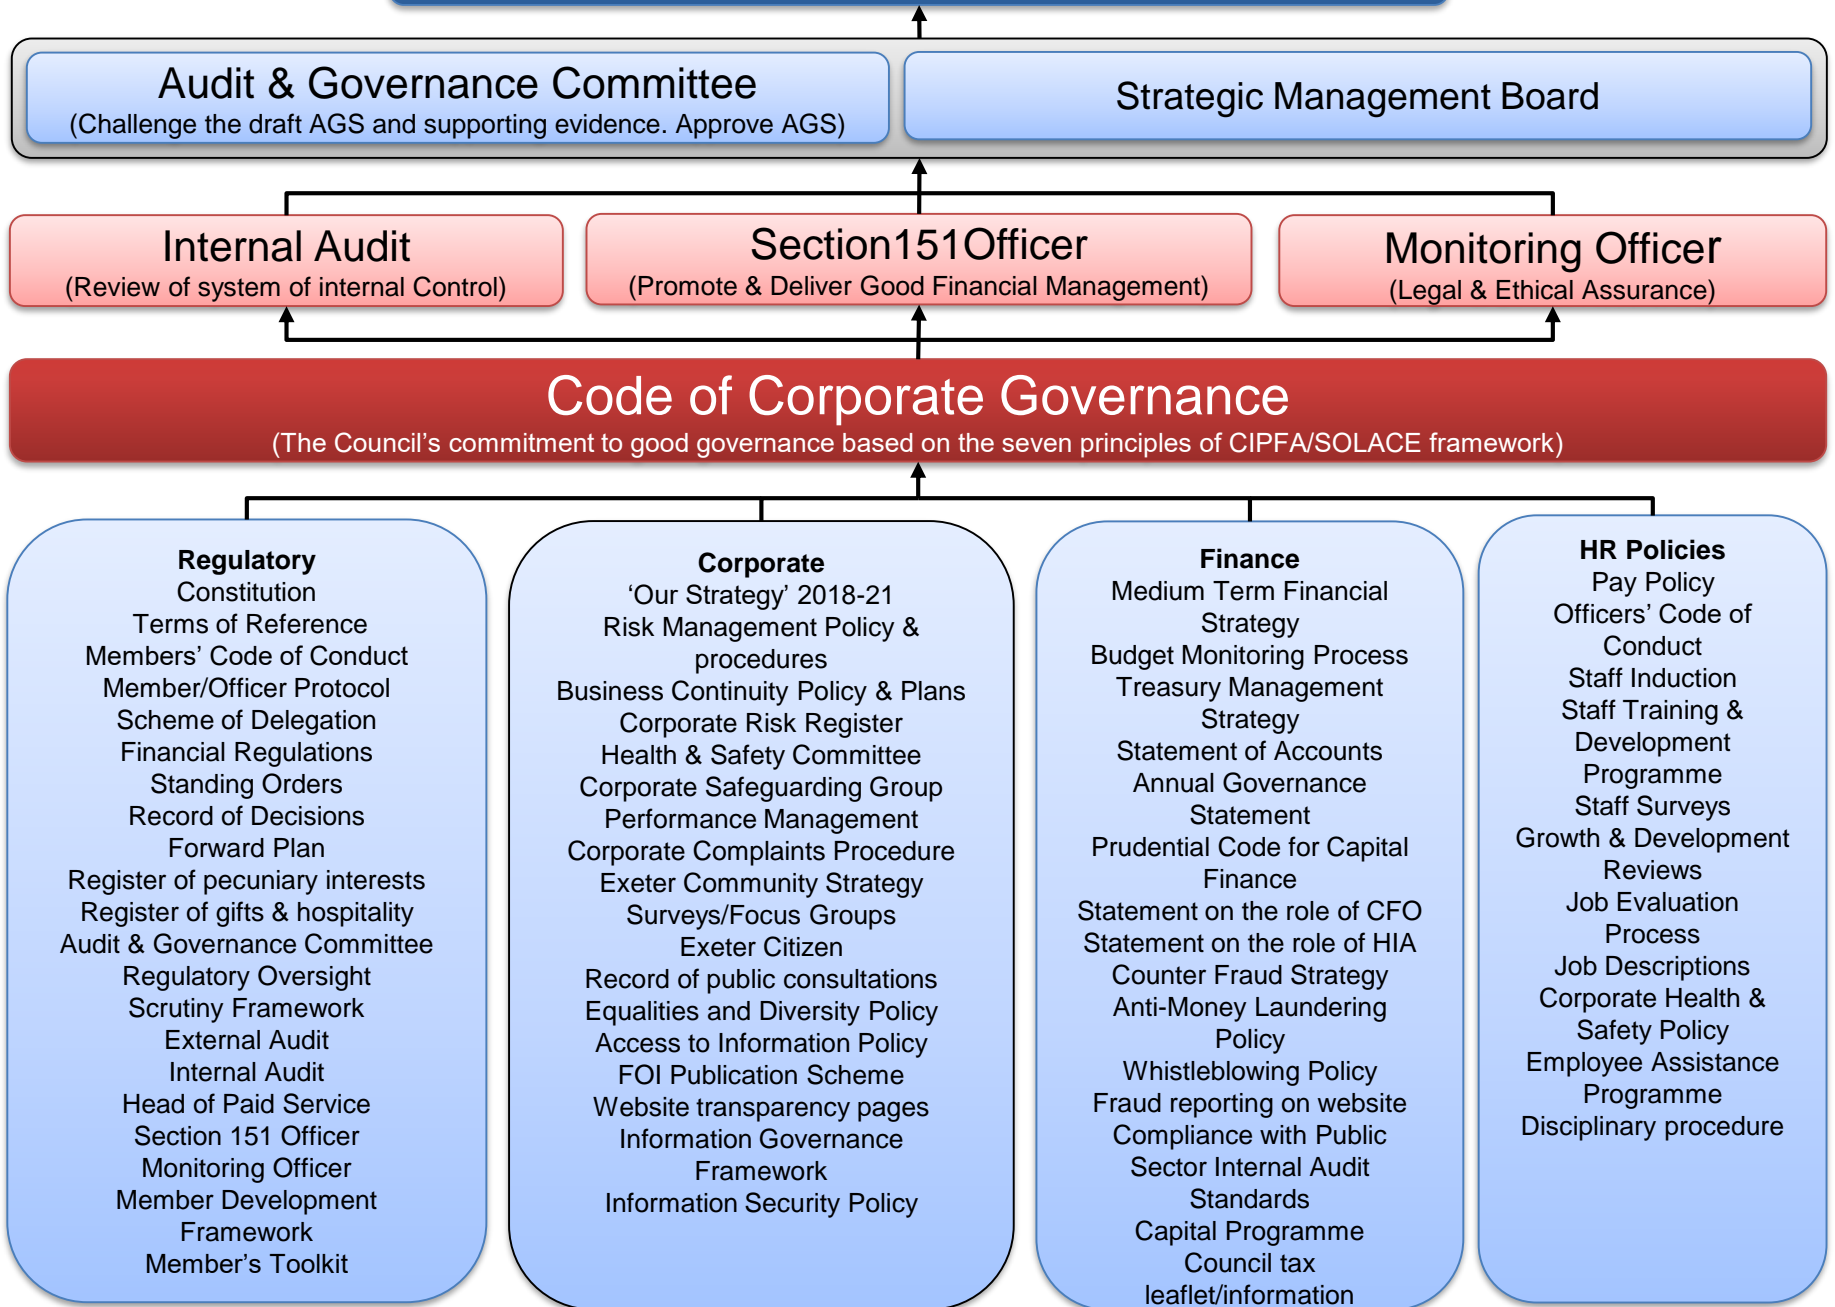 Audit & Governance Committee
(Challenge the draft AGS and supporting evidence. Approve AGS)
Strategic Management Board
Internal Audit
(Review of system of internal Control)
Section151Officer
(Promote & Deliver Good Financial Management)
Monitoring Officer
(Legal & Ethical Assurance)
Code of Corporate Governance
(The Council’s commitment to good governance based on the seven principles of CIPFA/SOLACE framework)
Regulatory
Constitution
Terms of Reference
Members’ Code of Conduct
Member/Officer Protocol
Scheme of Delegation
Financial Regulations
Standing Orders
Record of Decisions
Forward Plan
Register of pecuniary interests
Register of gifts & hospitality
Audit & Governance Committee
Regulatory Oversight
Scrutiny Framework
External Audit
Internal Audit
Head of Paid Service
Section 151 Officer
Monitoring Officer
Member Development
Framework
Member’s Toolkit
Corporate
‘Our Strategy’ 2018-21
Risk Management Policy &
procedures
Business Continuity Policy & Plans
Corporate Risk Register
Health & Safety Committee
Corporate Safeguarding Group
Performance Management
Corporate Complaints Procedure
Exeter Community Strategy
Surveys/Focus Groups
Exeter Citizen
Record of public consultations
Equalities and Diversity Policy
Access to Information Policy
FOI Publication Scheme
Website transparency pages
Information Governance
Framework
Information Security Policy
Finance
Medium Term Financial
Strategy
Budget Monitoring Process
Treasury Management
Strategy
Statement of Accounts
Annual Governance
Statement
Prudential Code for Capital
Finance
Statement on the role of CFO
Statement on the role of HIA
Counter Fraud Strategy
Anti-Money Laundering
Policy
Whistleblowing Policy
Fraud reporting on website
Compliance with Public
Sector Internal Audit
Standards
Capital Programme
Council tax
leaflet/information
HR Policies
Pay Policy
Officers’ Code of
Conduct
Staff Induction
Staff Training &
Development
Programme
Staff Surveys
Growth & Development
Reviews
Job Evaluation
Process
Job Descriptions
Corporate Health &
Safety Policy
Employee Assistance
Programme
Disciplinary procedure